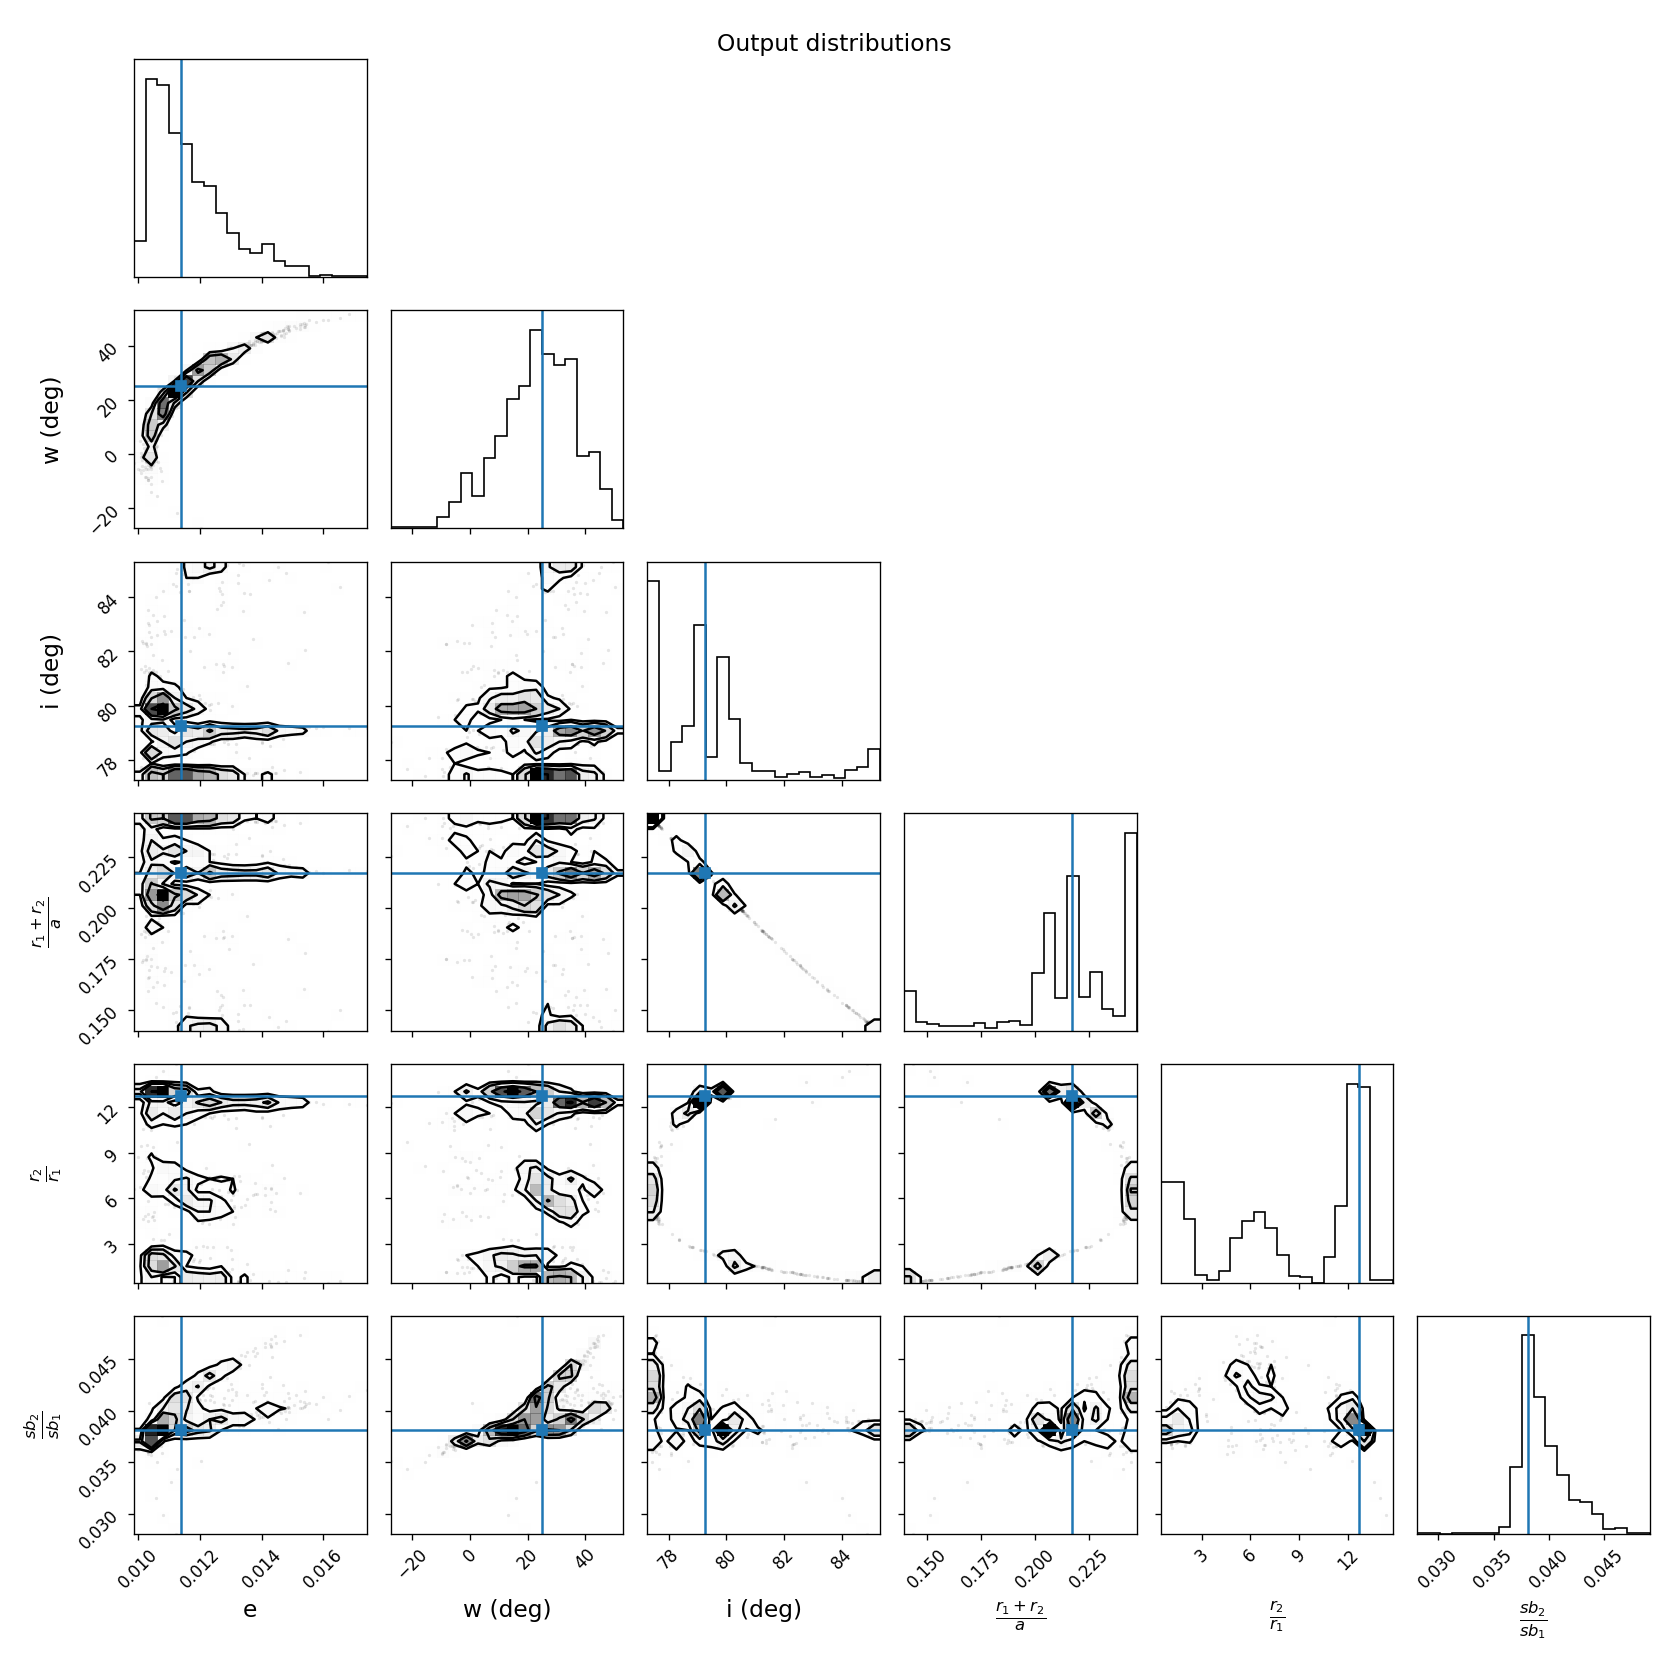 Output distributions
w (deg)
40
20
0
−20
i (deg)
84
82
80
78
r₁ + r₂ / a
0.225
0.200
0.175
0.150
r₂ / r₁
12
9
6
3
sb₂ / sb₁
0.045
0.040
0.035
0.030
0.010 0.012 0.014 0.016
−20 0 20 40
78 80 82 84
0.150 0.175 0.200 0.225
3 6 9 12
0.030 0.035 0.040 0.045
e
w (deg)
i (deg)
r₁ + r₂ / a
r₂ / r₁
sb₂ / sb₁